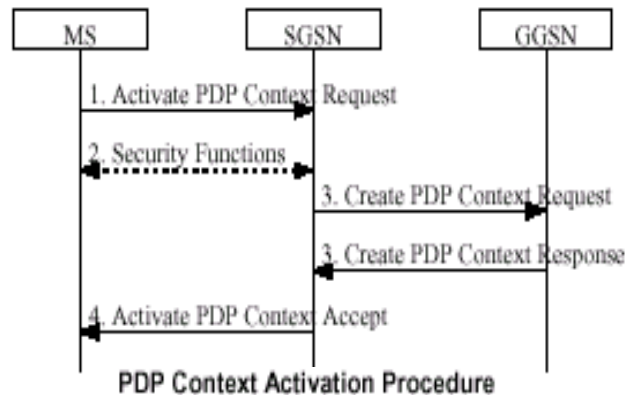 MS SGSN GGSN
1. Activate PDP Context Request
2. Security Functions
3. Create PDP Context Request
3. Create PDP Context Response
4. Activate PDP Context Accept
PDP Context Activation Procedure